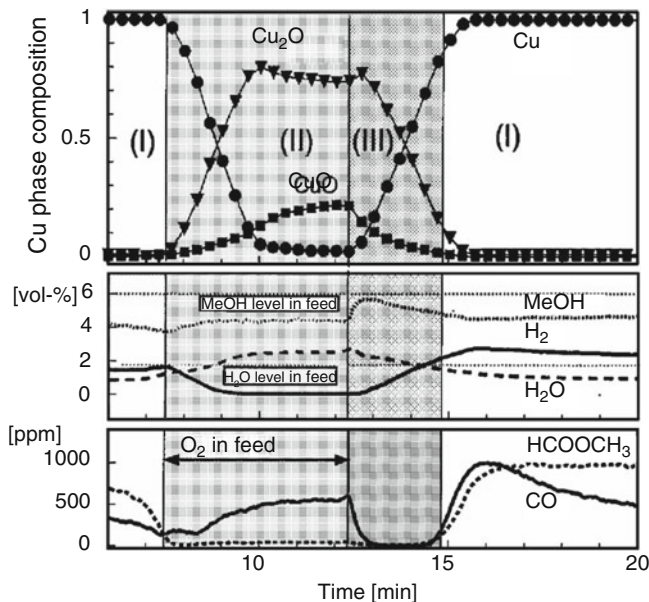 Cu phase composition
1
0.5
0
Cu₂O
Cu
(I)
(II)
(III)
(I)
CuO
CuO
[vol-%]
6
4
2
0
MeOH level in feed
MeOH
H₂
H₂O level in feed
H₂O
[ppm]
1000
500
0
O₂ in feed
HCOOCH₃
CO
10
15
20
Time [min]